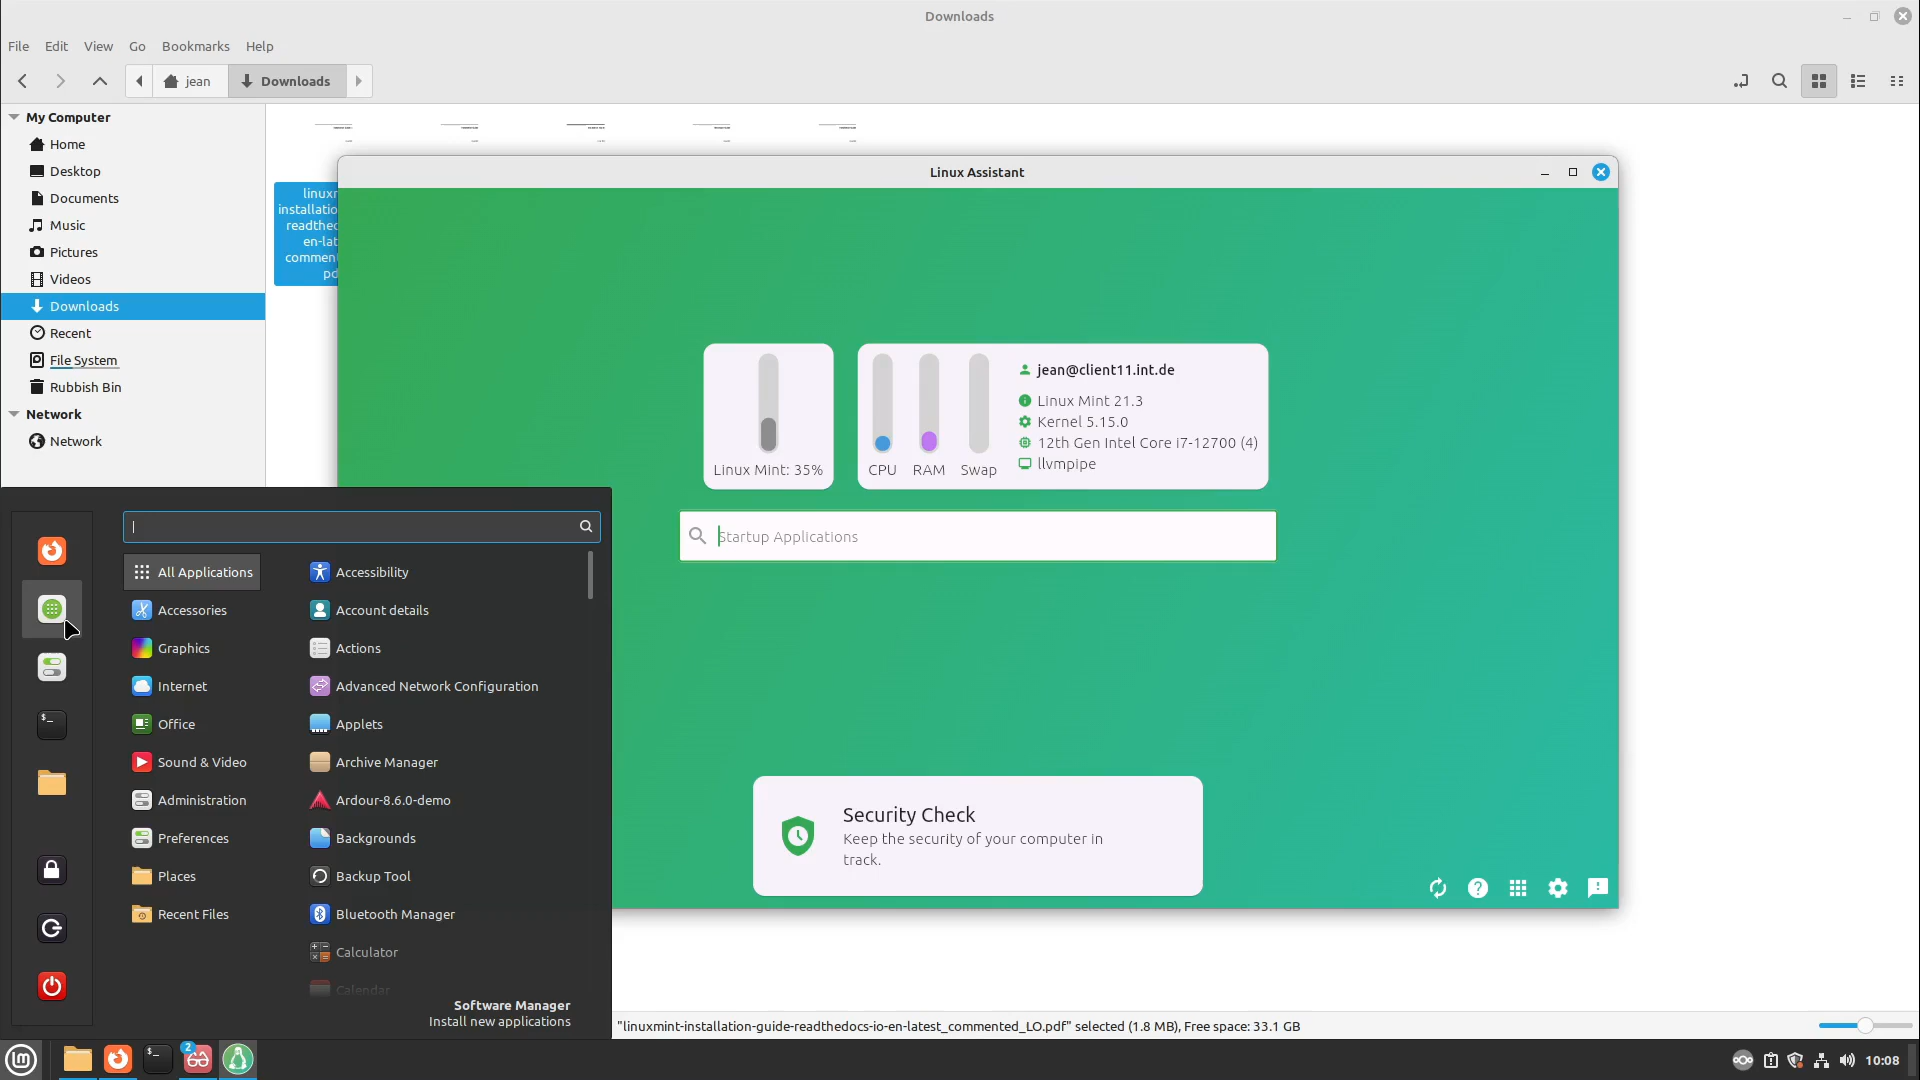 Downloads
File Edit View Go Bookmarks Help
jean Downloads
My Computer
Home
Desktop
Documents
Music
Pictures
Videos
Downloads
Recent
File System
Rubbish Bin
Network
Network
Linux Assistant
jean@client11.int.de
Linux Mint 21.3
Kernel 5.15.0
12th Gen Intel Core i7-12700 (4)
llvmpipe
Linux Mint: 35%
CPU RAM Swap
Startup Applications
Security Check
Keep the security of your computer in
track.
All Applications
Accessories
Graphics
Internet
Office
Sound & Video
Administration
Preferences
Places
Recent Files
Accessibility
Account details
Actions
Advanced Network Configuration
Applets
Archive Manager
Ardour-8.6.0-demo
Backgrounds
Backup Tool
Bluetooth Manager
Calculator
Calendar
Software Manager
Install new applications
"linuxmint-installation-guide-readthedocs-io-en-latest_commented_LO.pdf" selected (1.8 MB), Free space: 33.1 GB
2
10:08